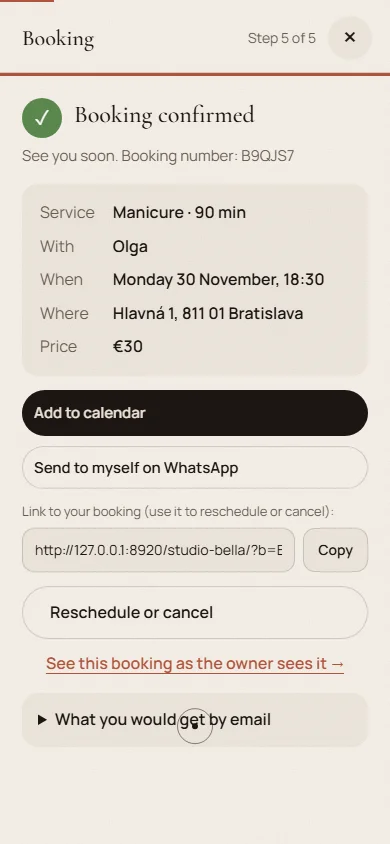 Booking
Step 5 of 5
Booking confirmed
See you soon. Booking number: B9QJS7
Service Manicure · 90 min
With Olga
When Monday 30 November, 18:30
Where Hlavná 1, 811 01 Bratislava
Price €30
Add to calendar
Send to myself on WhatsApp
Link to your booking (use it to reschedule or cancel):
http://127.0.0.1:8920/studio-bella/?b=E
Copy
Reschedule or cancel
See this booking as the owner sees it →
What you would get by email